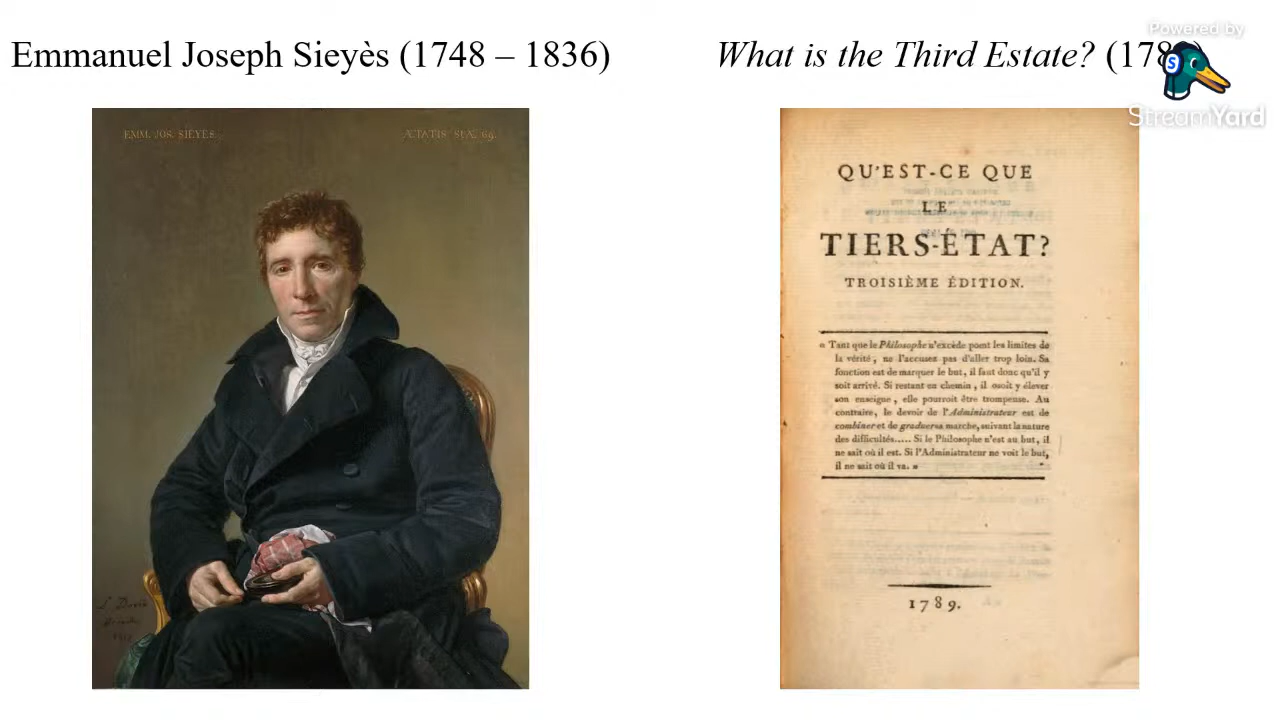 Emmanuel Joseph Sieyès (1748 – 1836)
What is the Third Estate? (178
Powered by
StreamYard
EMM. JOS. SIEYES
ÆTATIS SUÆ 69.
L. David
QU'EST-CE QUE
LE
TIERS-ÉTAT?
TROISIÈME ÉDITION.
« Tant que le Philosophe n'excède point les limites de
la vérité, ne l'accusez pas d'aller trop loin. Sa
fonction est de marquer le but, il faut donc qu'il y
soit arrivé. Si restant en chemin, il osoit y élever
son enseigne, elle pourroit être trompeuse. Au
contraire, le devoir de l'Administrateur est de
combiner et de graduer sa marche, suivant la nature
des difficultés..... Si le Philosophe n'est au but, il
ne sait où il est. Si l'Administrateur ne voit le but,
il ne sait où il va. »
1789.